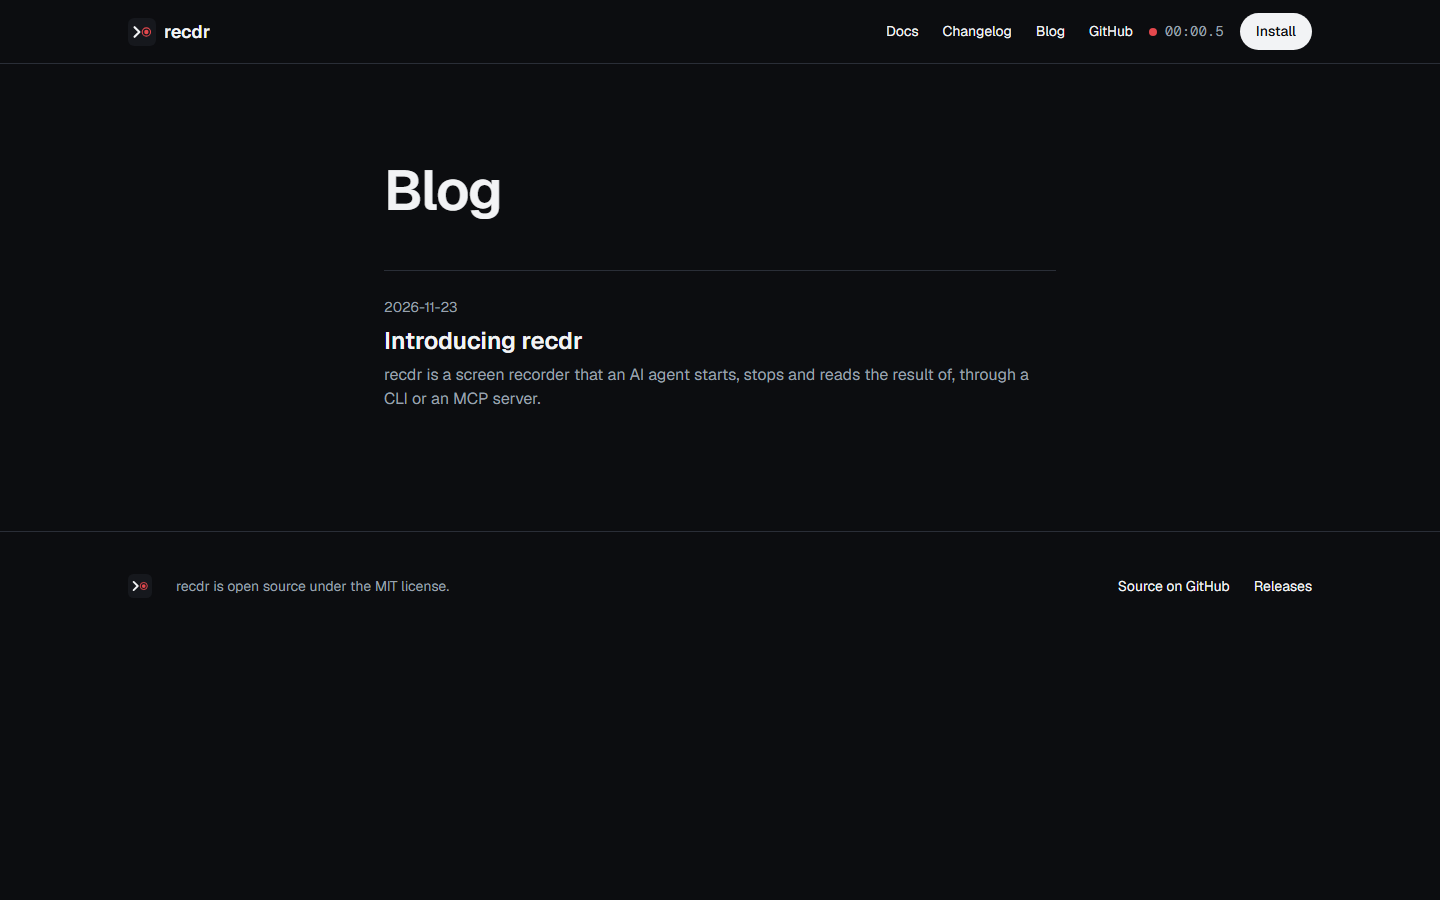 recdr
Docs
Changelog
Blog
GitHub
00:00.5
Install
Blog
2026-11-23
Introducing recdr
recdr is a screen recorder that an AI agent starts, stops and reads the result of, through a
CLI or an MCP server.
recdr is open source under the MIT license.
Source on GitHub
Releases